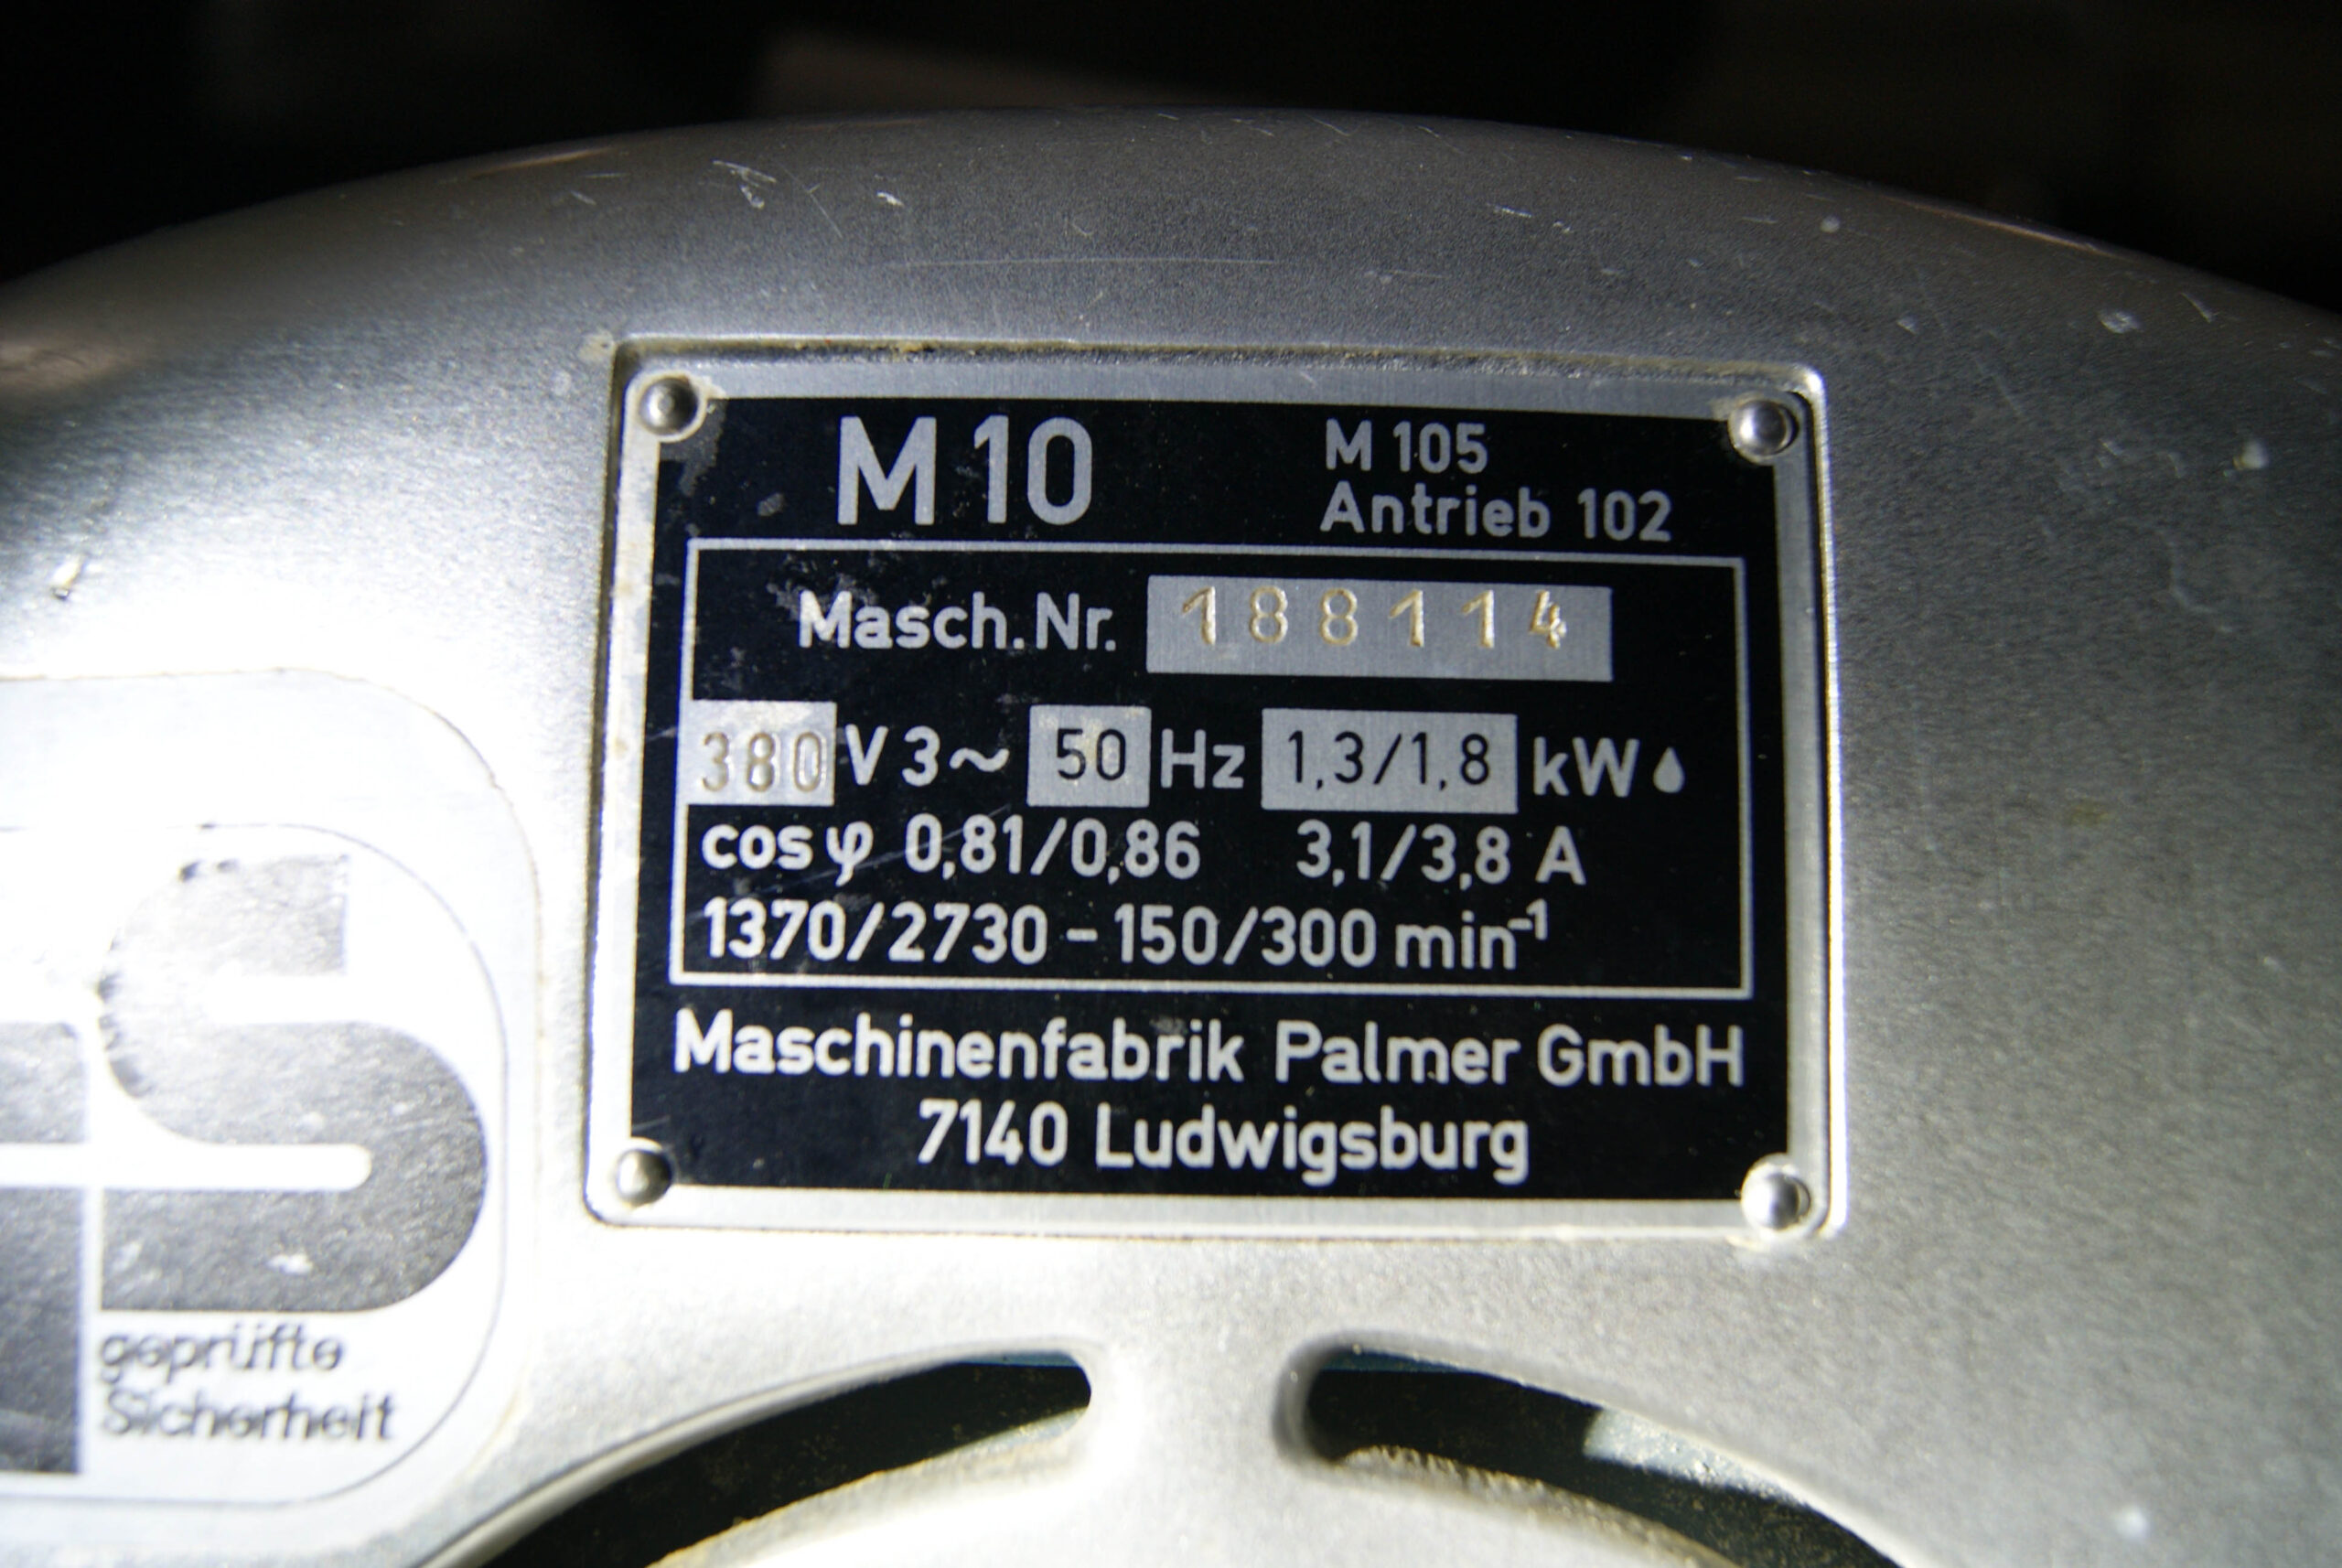 M 10
M 105
Antrieb 102
Masch. Nr. 188114
380 V 3~ 50 Hz 1,3/1,8 kW
cos φ 0,81/0,86 3,1/3,8 A
1370/2730 - 150/300 min⁻¹
Maschinenfabrik Palmer GmbH
7140 Ludwigsburg
S
geprüfte
Sicherheit